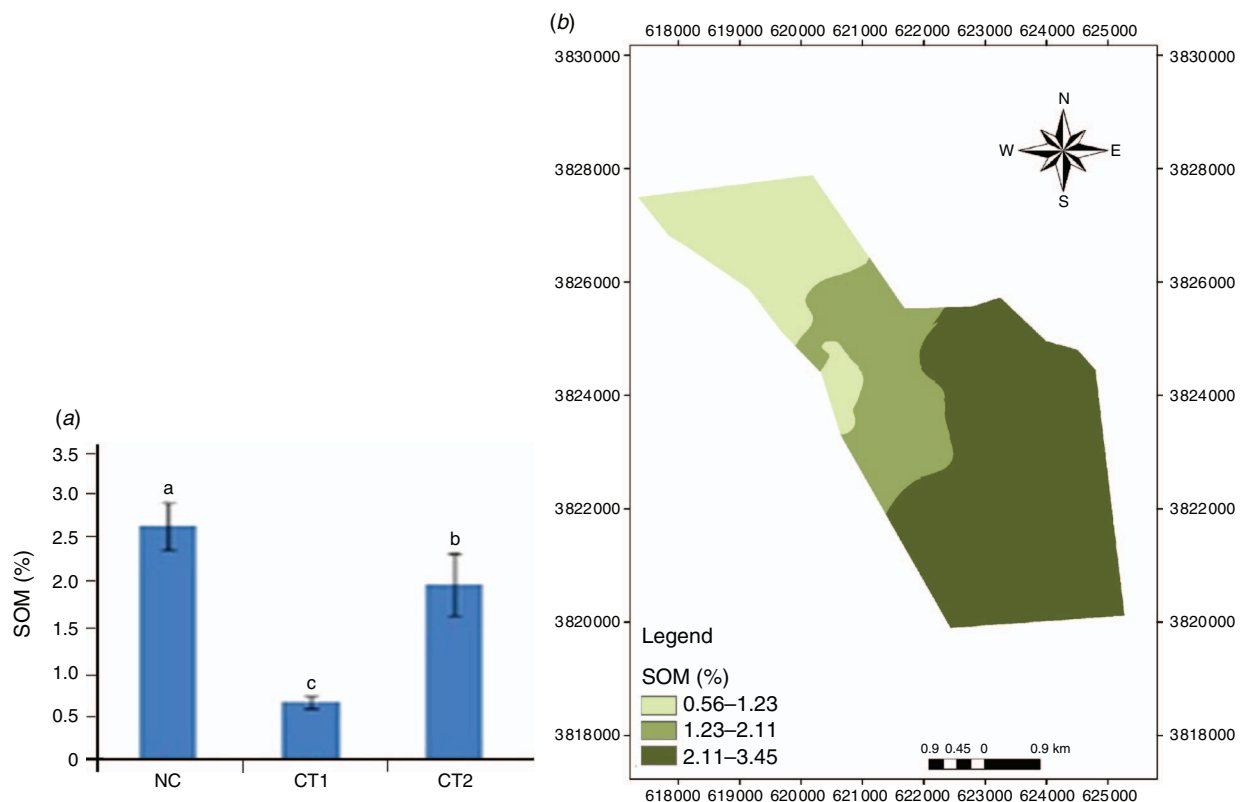 (a)
3.5
3.0
2.5
2.0
1.5
1.0
0.5
0
SOM (%)
a
c
b
NC CT1 CT2
(b)
618000 619000 620000 621000 622000 623000 624000 625000
3830000 3830000
3828000 3828000
3826000 3826000
3824000 3824000
3822000 3822000
3820000 3820000
3818000 3818000
N
W E
S
Legend
SOM (%)
0.56–1.23
1.23–2.11
2.11–3.45
0.9 0.45 0 0.9 km
618000 619000 620000 621000 622000 623000 624000 625000